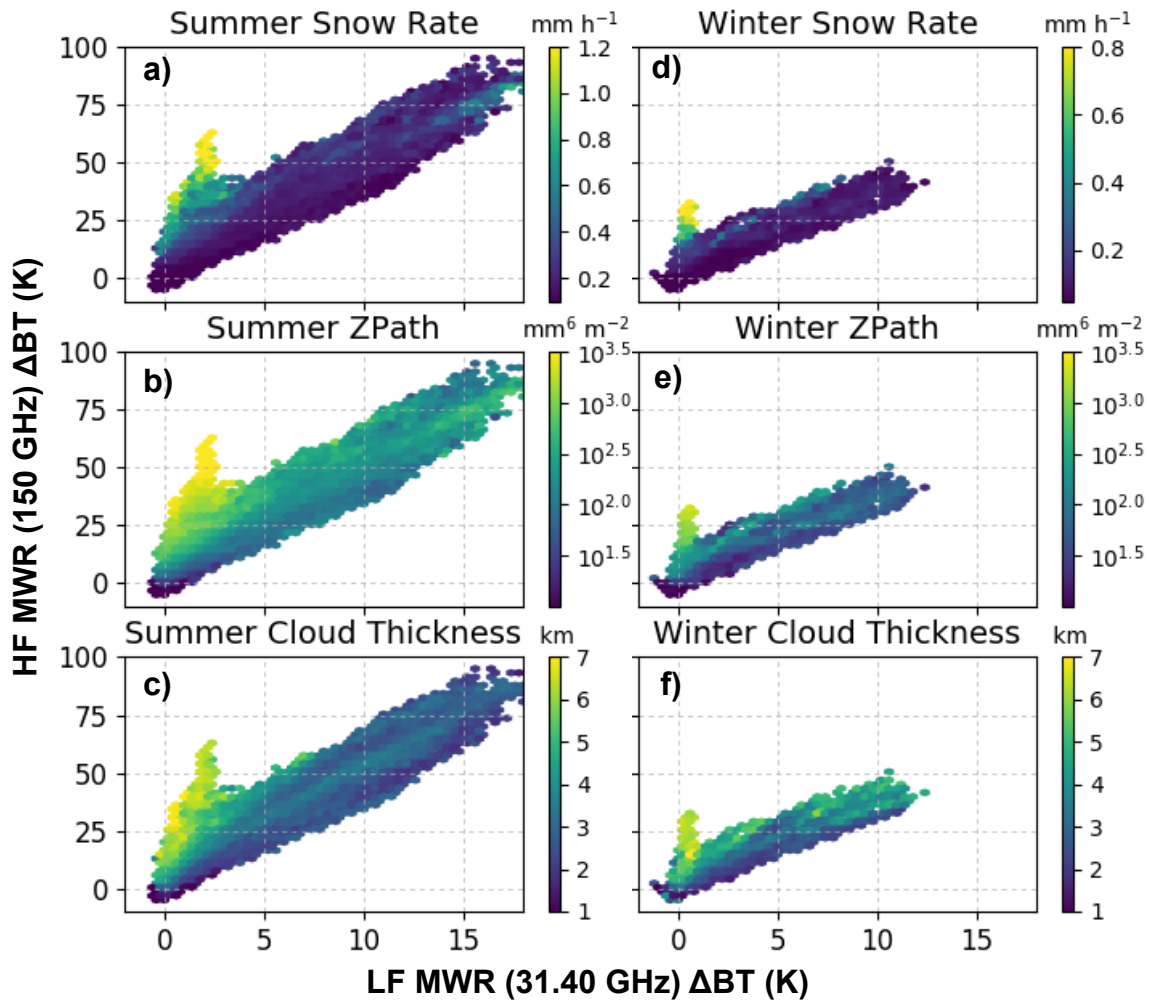 Summer Snow Rate
mm h⁻¹
Winter Snow Rate
mm h⁻¹
a)
d)
100
75
50
25
0
1.2
1.0
0.8
0.6
0.4
0.2
0.8
0.6
0.4
0.2
Summer ZPath
mm⁶ m⁻²
Winter ZPath
mm⁶ m⁻²
b)
e)
100
75
50
25
0
10³·⁵
10³·⁰
10²·⁵
10²·⁰
10¹·⁵
10³·⁵
10³·⁰
10²·⁵
10²·⁰
10¹·⁵
Summer Cloud Thickness
km
Winter Cloud Thickness
km
c)
f)
100
75
50
25
0
7
6
5
4
3
2
1
7
6
5
4
3
2
1
0 5 10 15
0 5 10 15
HF MWR (150 GHz) ΔBT (K)
LF MWR (31.40 GHz) ΔBT (K)